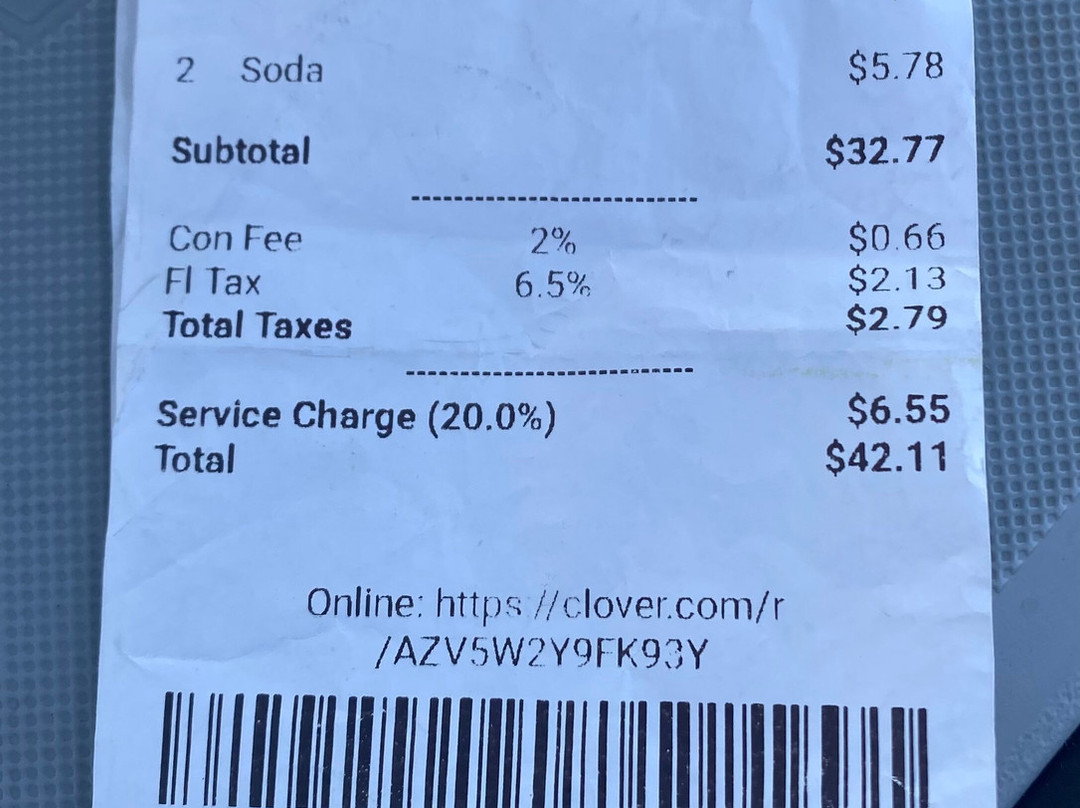 2 Soda $5.78
Subtotal $32.77
Con Fee 2% $0.66
Fl Tax 6.5% $2.13
Total Taxes $2.79
Service Charge (20.0%) $6.55
Total $42.11
Online: https://clover.com/r
/AZV5W2Y9FK93Y